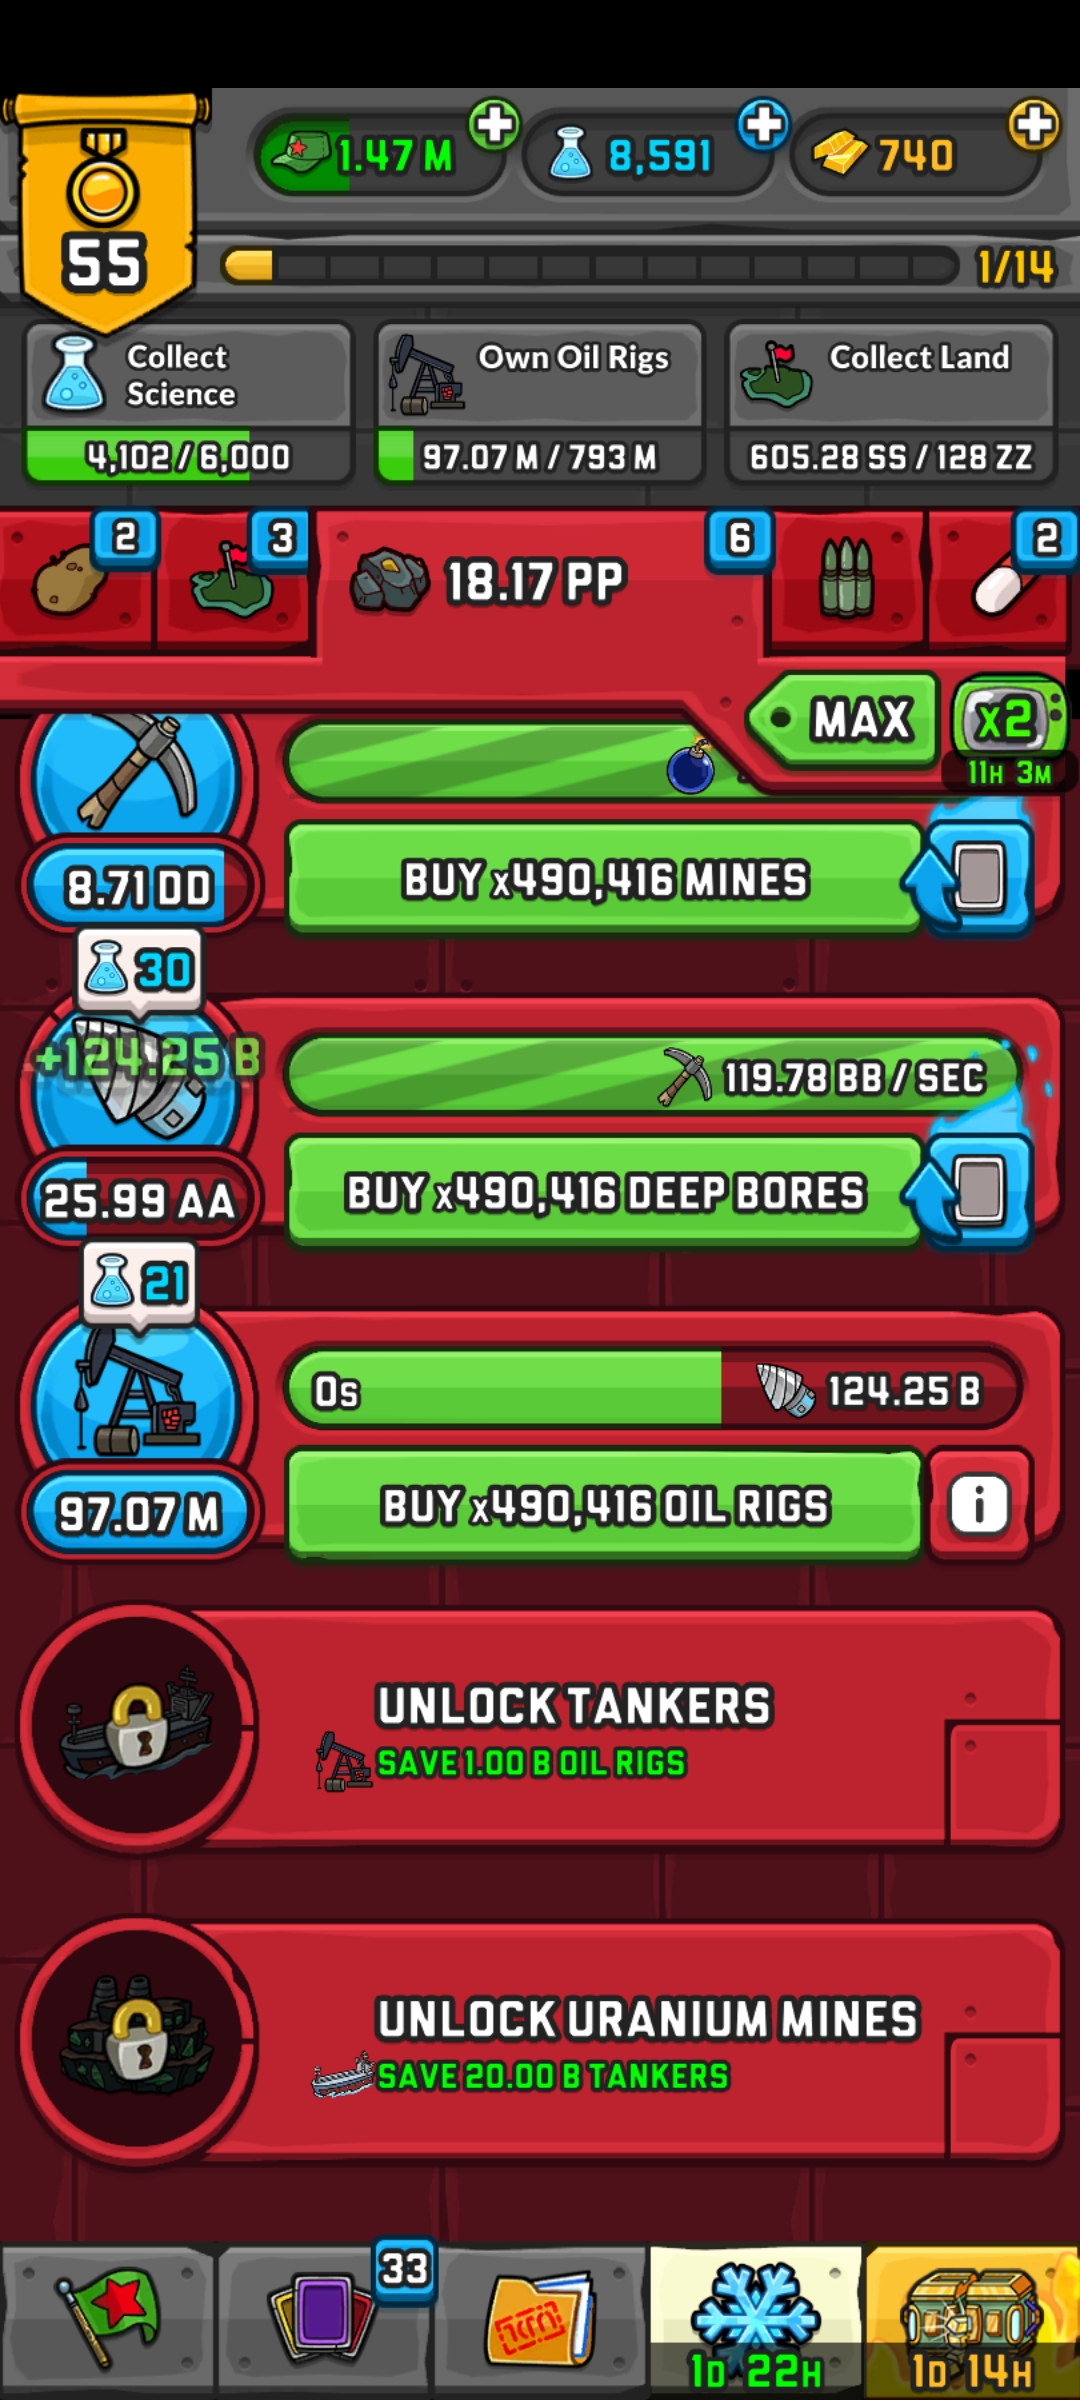 55
1.47 M
8,591
740
1/14
Collect
Science
4,102 / 6,000
Own Oil Rigs
97.07 M / 793 M
Collect Land
605.28 SS / 128 ZZ
2
3
18.17 PP
6
2
MAX
x2
11H 3M
8.71 DD
BUY x490,416 MINES
30
+124.25 B
119.78 BB / SEC
25.99 AA
BUY x490,416 DEEP BORES
21
0s
124.25 B
97.07 M
BUY x490,416 OIL RIGS
i
UNLOCK TANKERS
SAVE 1.00 B OIL RIGS
UNLOCK URANIUM MINES
SAVE 20.00 B TANKERS
33
1D 22H
1D 14H